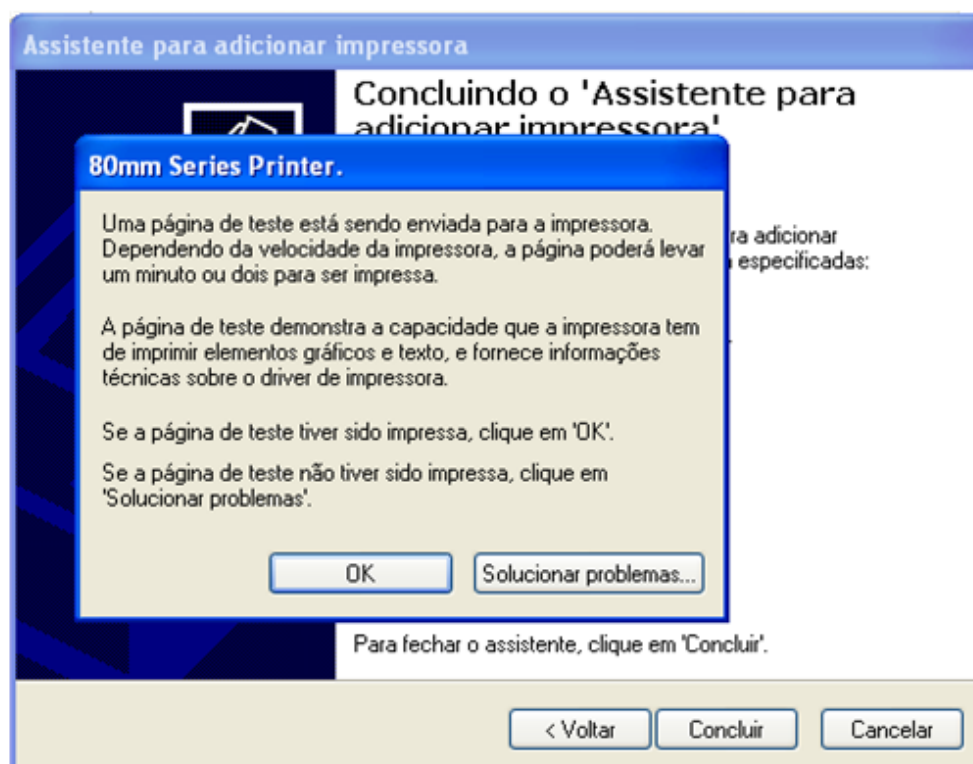 Assistente para adicionar impressora
Concluindo o 'Assistente para
adicionar impressora'
80mm Series Printer.
Uma página de teste está sendo enviada para a impressora.
Dependendo da velocidade da impressora, a página poderá levar
um minuto ou dois para ser impressa.
ra adicionar
especificadas:
A página de teste demonstra a capacidade que a impressora tem
de imprimir elementos gráficos e texto, e fornece informações
técnicas sobre o driver de impressora.
Se a página de teste tiver sido impressa, clique em 'OK'.
Se a página de teste não tiver sido impressa, clique em
'Solucionar problemas'.
OK
Solucionar problemas...
Para fechar o assistente, clique em 'Concluir'.
< Voltar
Concluir
Cancelar